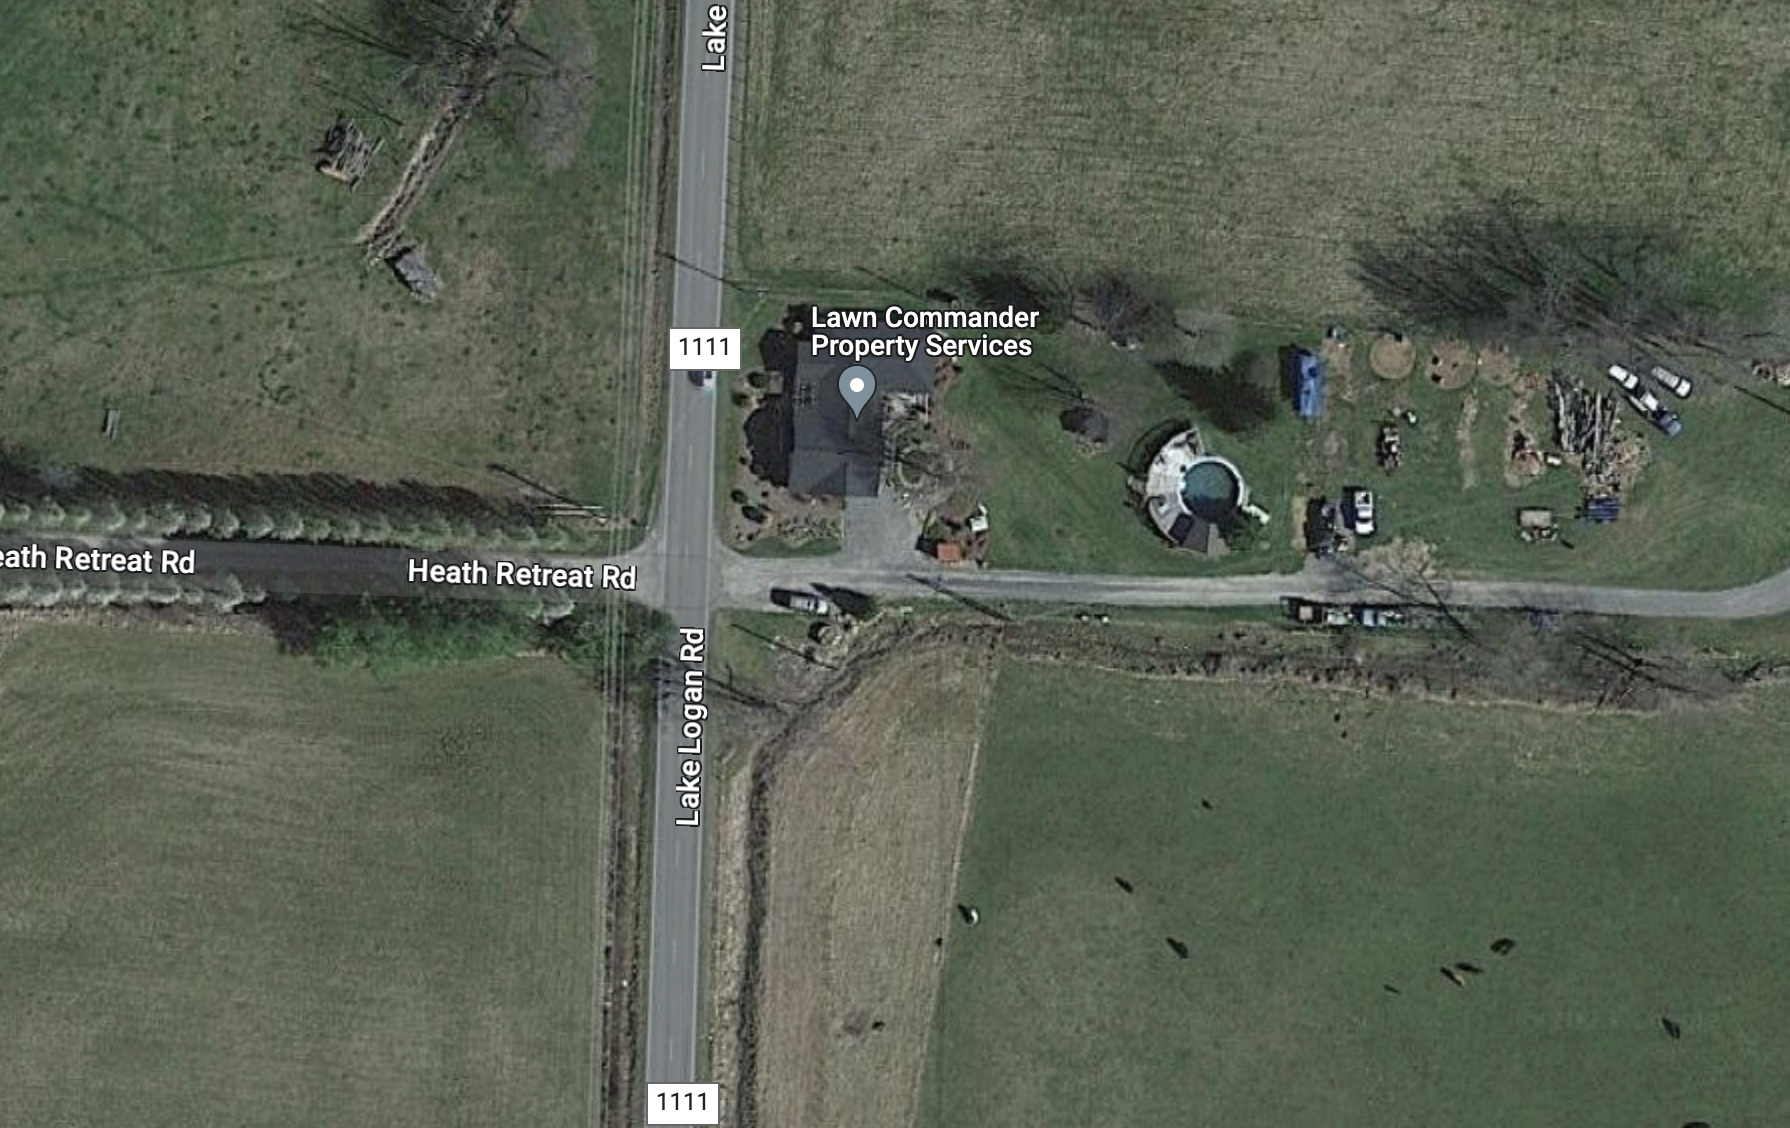 Lake
Lawn Commander
Property Services
1111
eath Retreat Rd
Heath Retreat Rd
Lake Logan Rd
1111